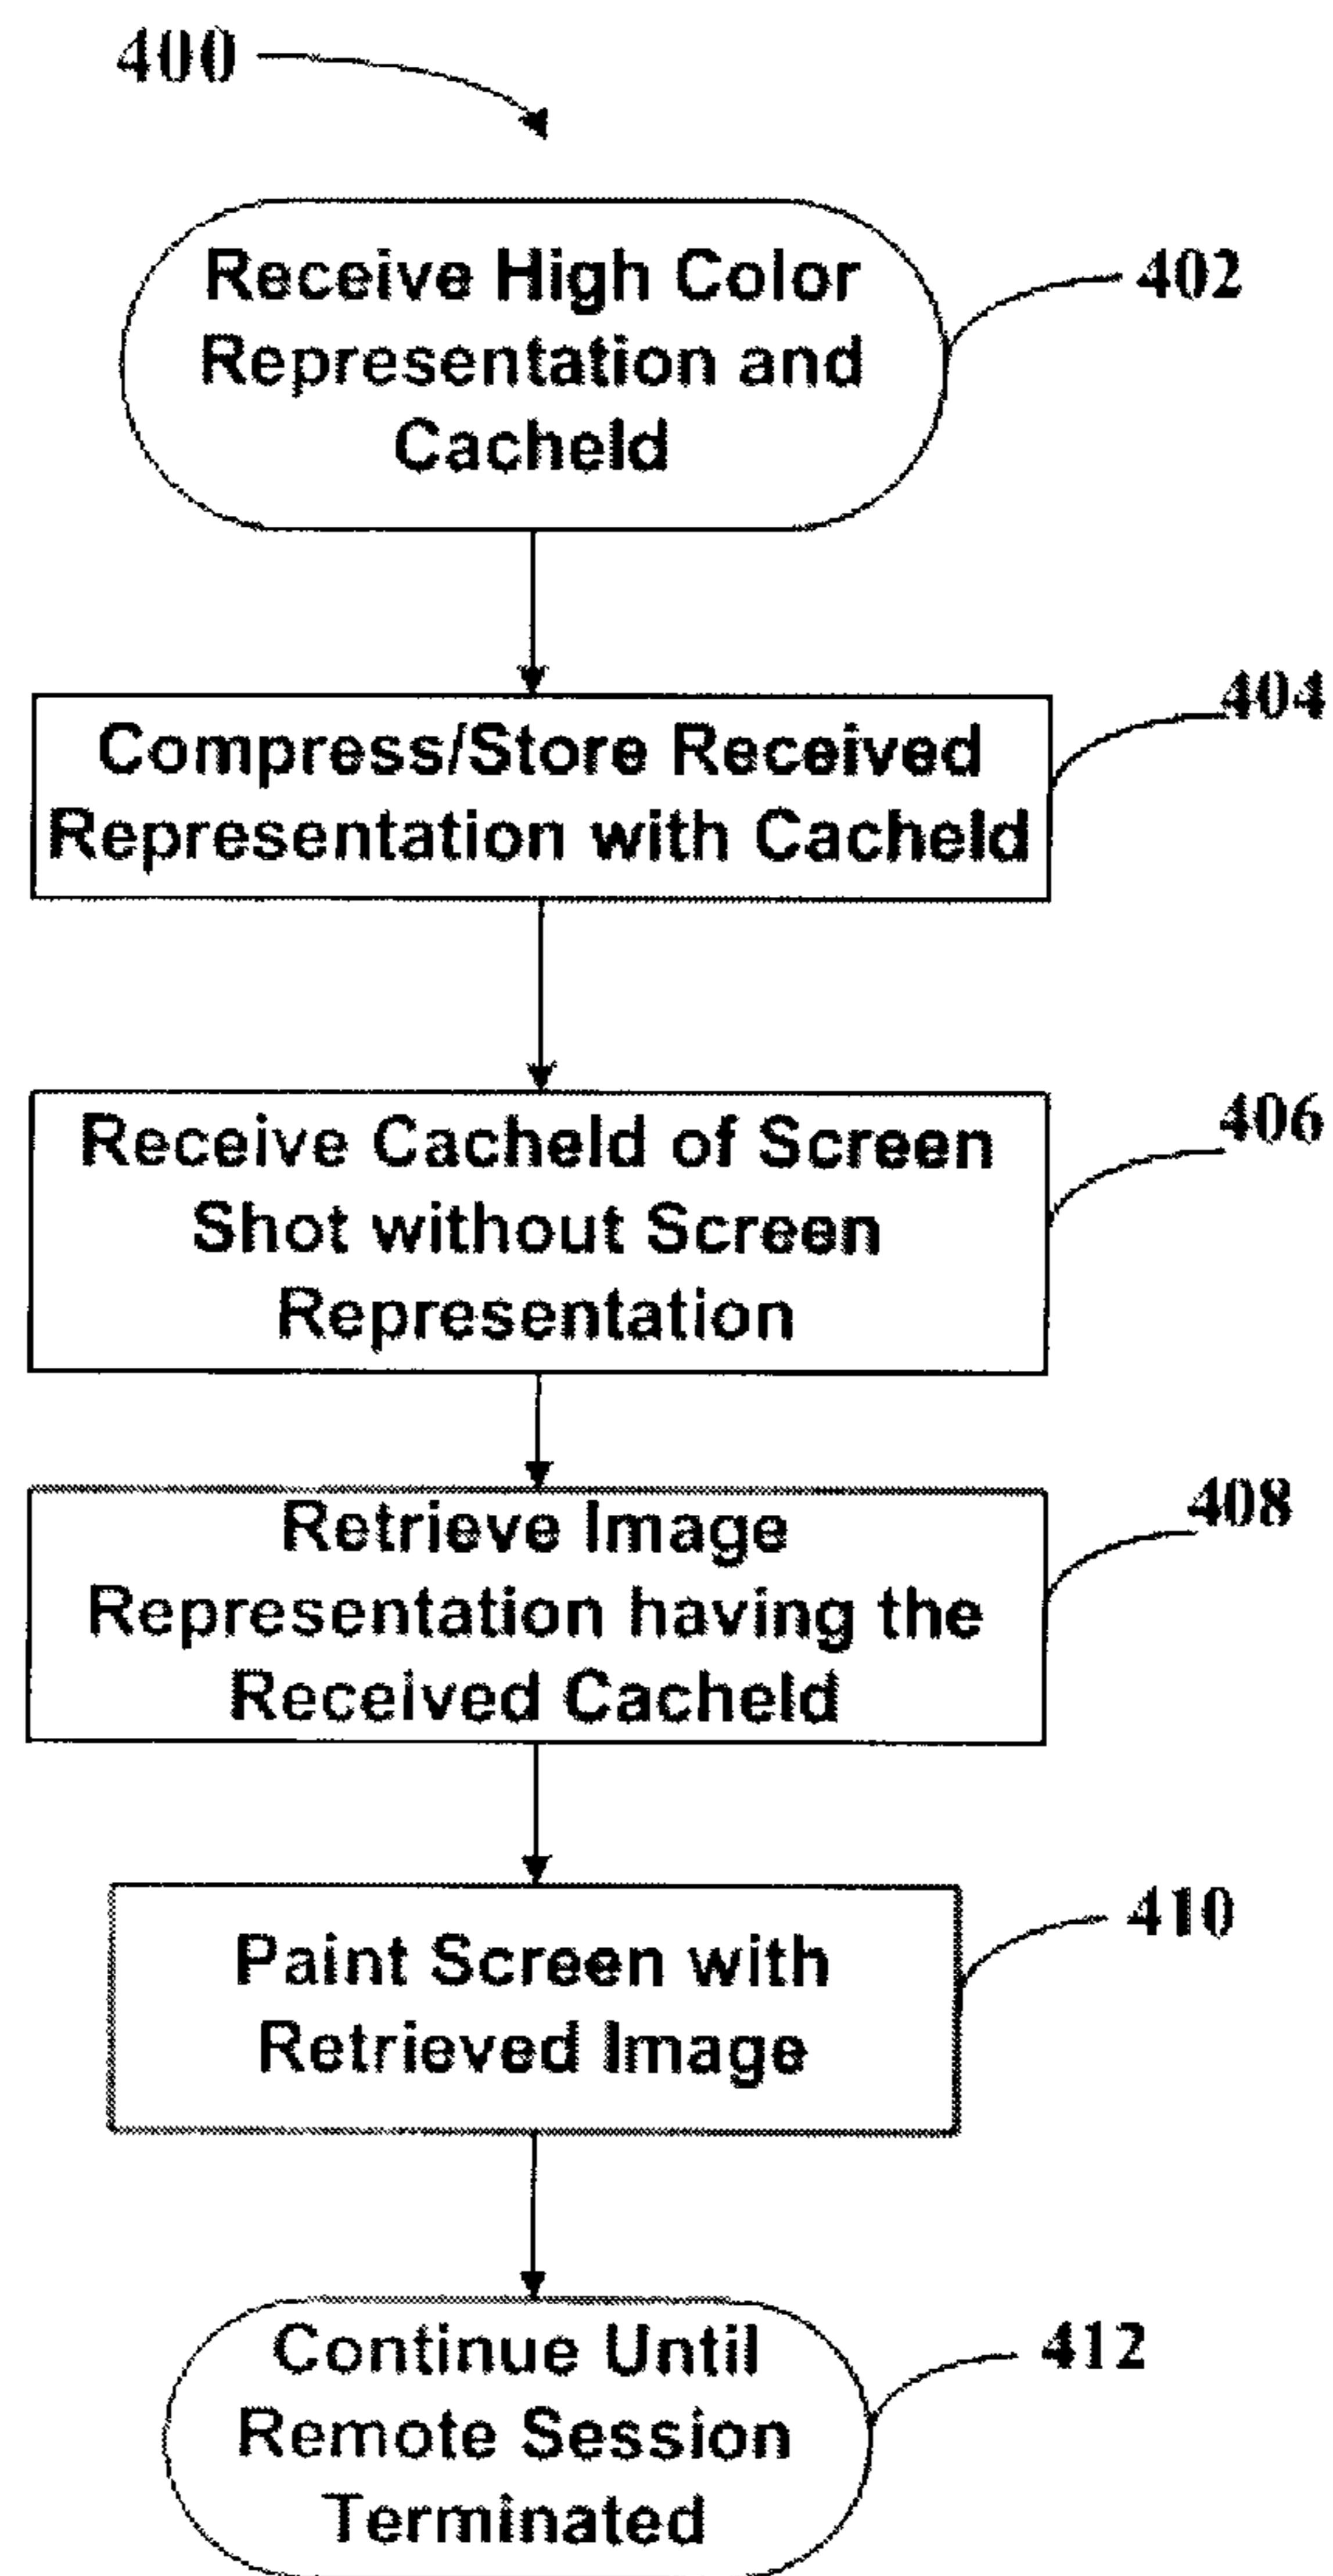 400
Receive High Color
Representation and
CacheId
402
Compress/Store Received
Representation with CacheId
404
Receive CacheId of Screen
Shot without Screen
Representation
406
Retrieve Image
Representation having the
Received CacheId
408
Paint Screen with
Retrieved Image
410
Continue Until
Remote Session
Terminated
412